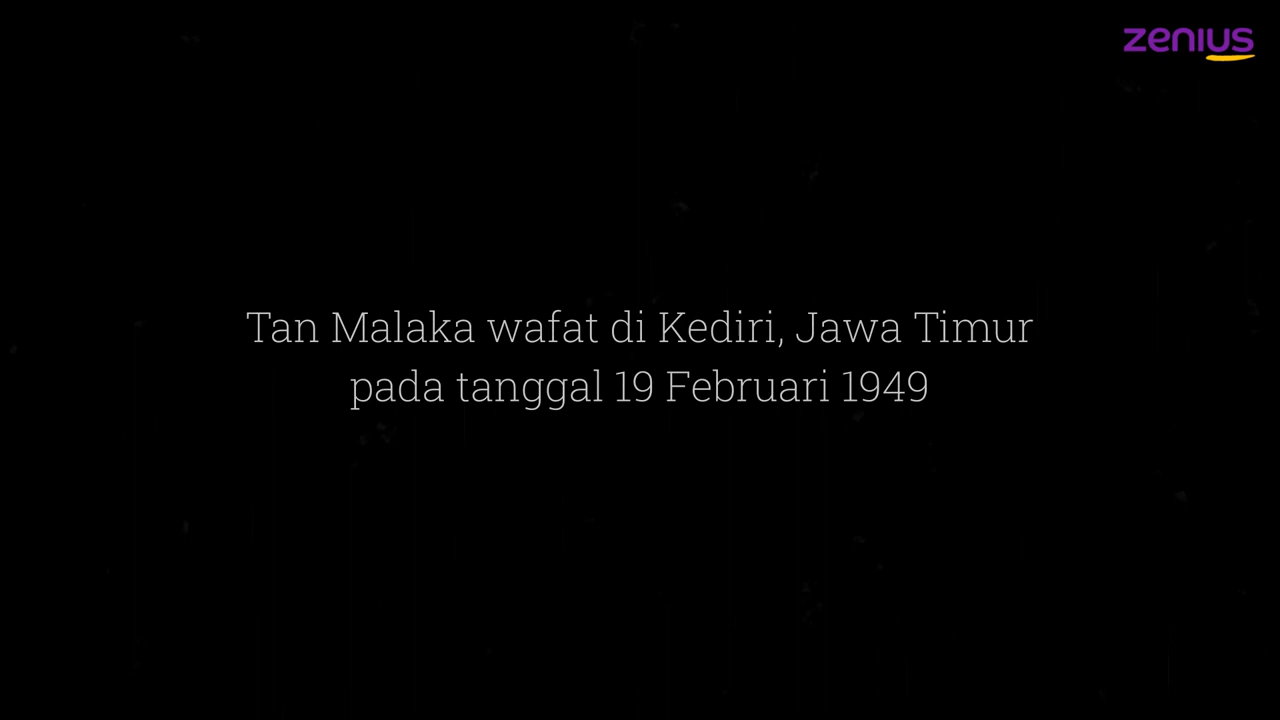 zenius
Tan Malaka wafat di Kediri, Jawa Timur
pada tanggal 19 Februari 1949